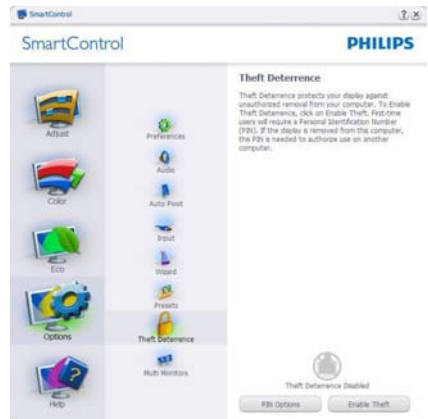 SmartControl
SmartControl
PHILIPS
Adjust
Color
Eco
Options
Help
Preferences
Audio
Auto Pivot
Input
Wizard
Presets
Theft Deterrence
Multi Monitors
Theft Deterrence
Theft Deterrence protects your display against
unauthorized removal from your computer. To Enable
Theft Deterrence, click on Enable Theft. First-time
users will require a Personal Identification Number
(PIN). If the display is removed from this computer,
the PIN is needed to authorize use on another
computer.
Theft Deterrence Disabled
PIN Options
Enable Theft